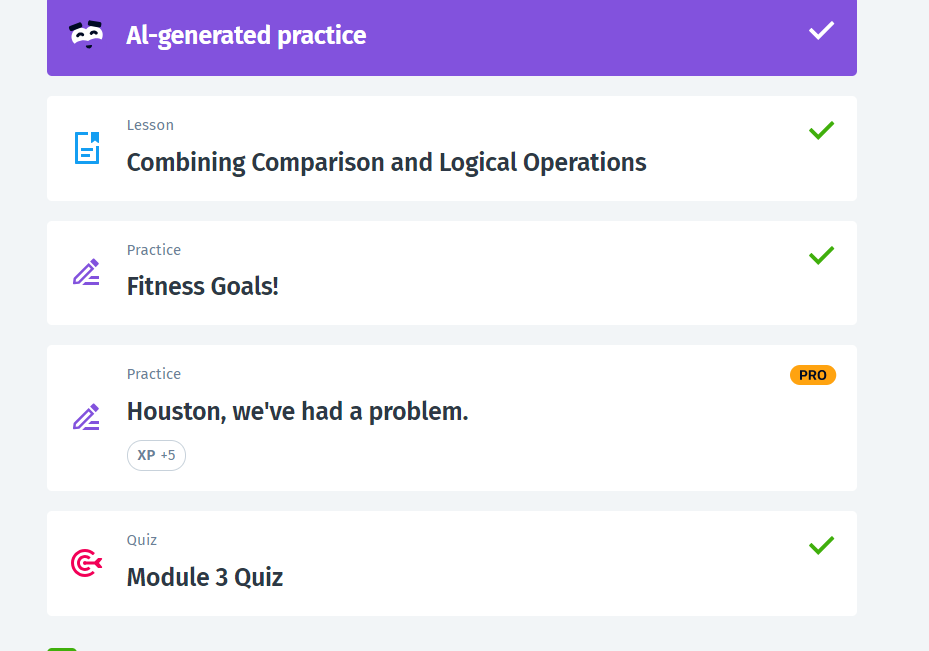 AI-generated practice
Lesson
Combining Comparison and Logical Operations
Practice
Fitness Goals!
Practice
PRO
Houston, we've had a problem.
XP +5
Quiz
Module 3 Quiz